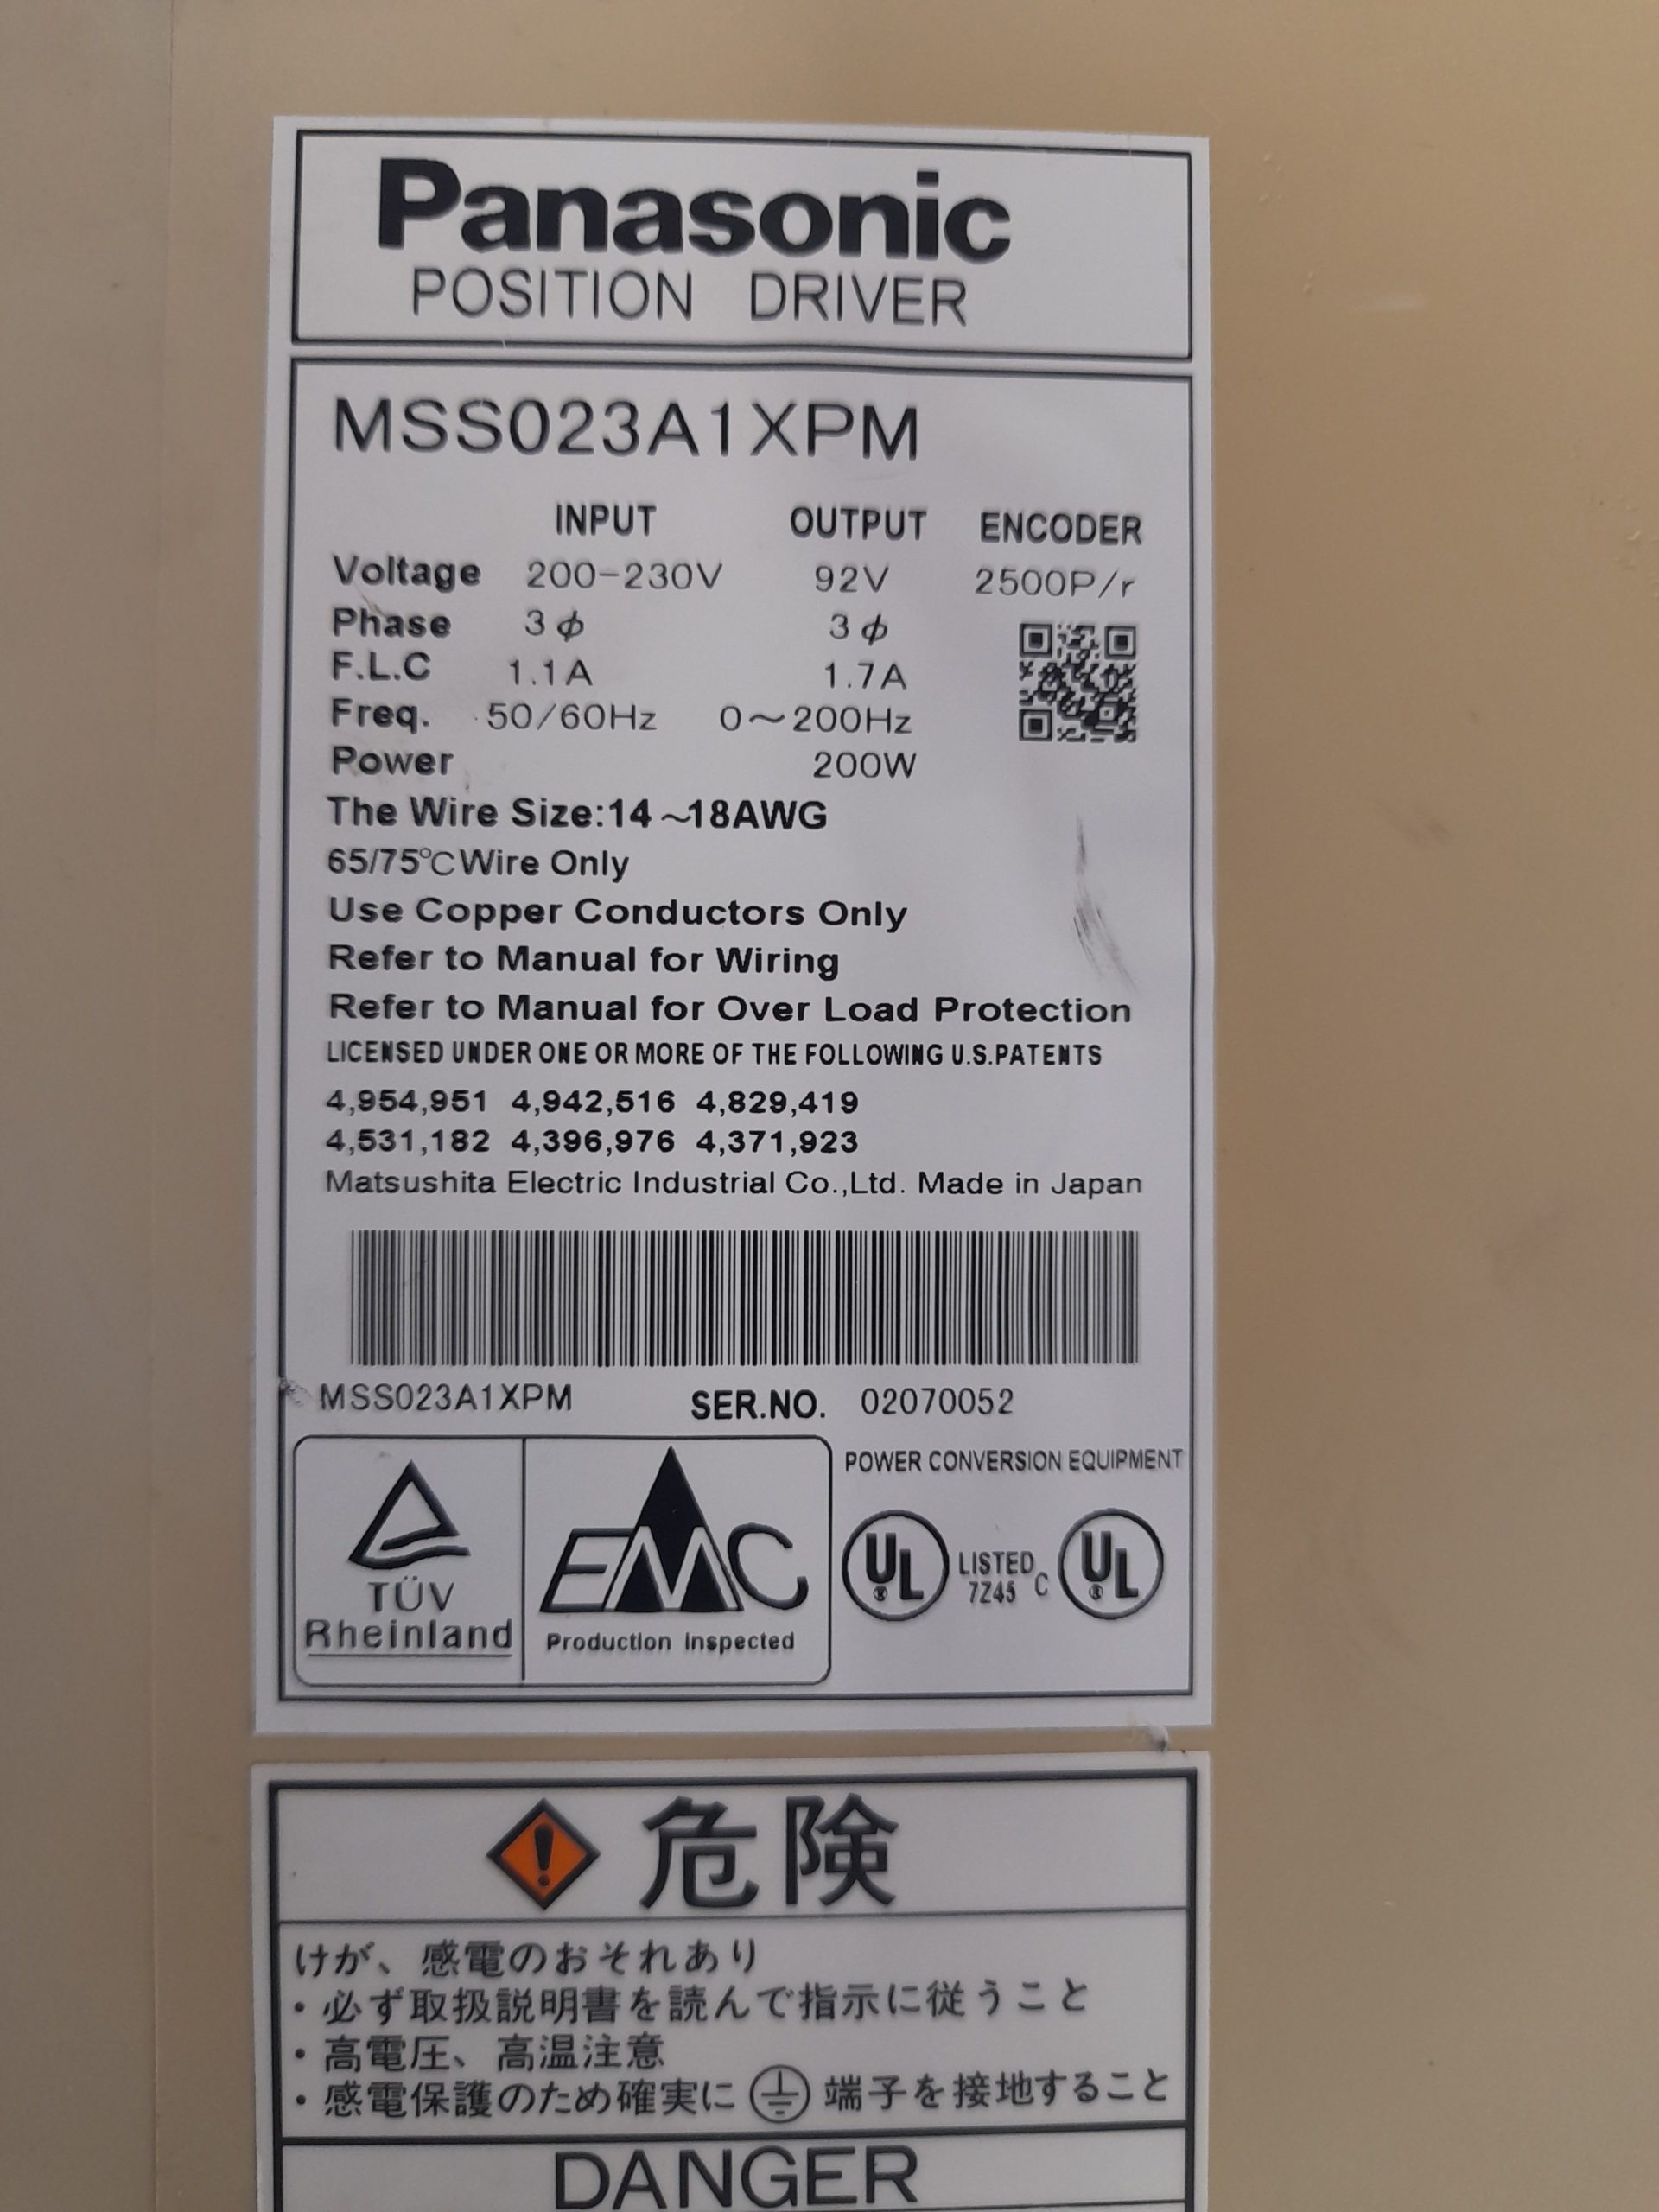 Panasonic
POSITION DRIVER
MSS023A1XPM
INPUT OUTPUT ENCODER
Voltage 200-230V 92V 2500P/r
Phase 3ϕ 3ϕ
F.L.C 1.1A 1.7A
Freq. 50/60Hz 0～200Hz
Power 200W
The Wire Size:14～18AWG
65/75℃Wire Only
Use Copper Conductors Only
Refer to Manual for Wiring
Refer to Manual for Over Load Protection
LICENSED UNDER ONE OR MORE OF THE FOLLOWING U.S.PATENTS
4,954,951 4,942,516 4,829,419
4,531,182 4,396,976 4,371,923
Matsushita Electric Industrial Co.,Ltd. Made in Japan
MSS023A1XPM SER.NO. 02070052
POWER CONVERSION EQUIPMENT
TÜV
Rheinland
EMC
Production Inspected
UL® LISTED C UL®
7Z45
危険
けが、感電のおそれあり
・必ず取扱説明書を読んで指示に従うこと
・高電圧、高温注意
・感電保護のため確実に⏚端子を接地すること
DANGER